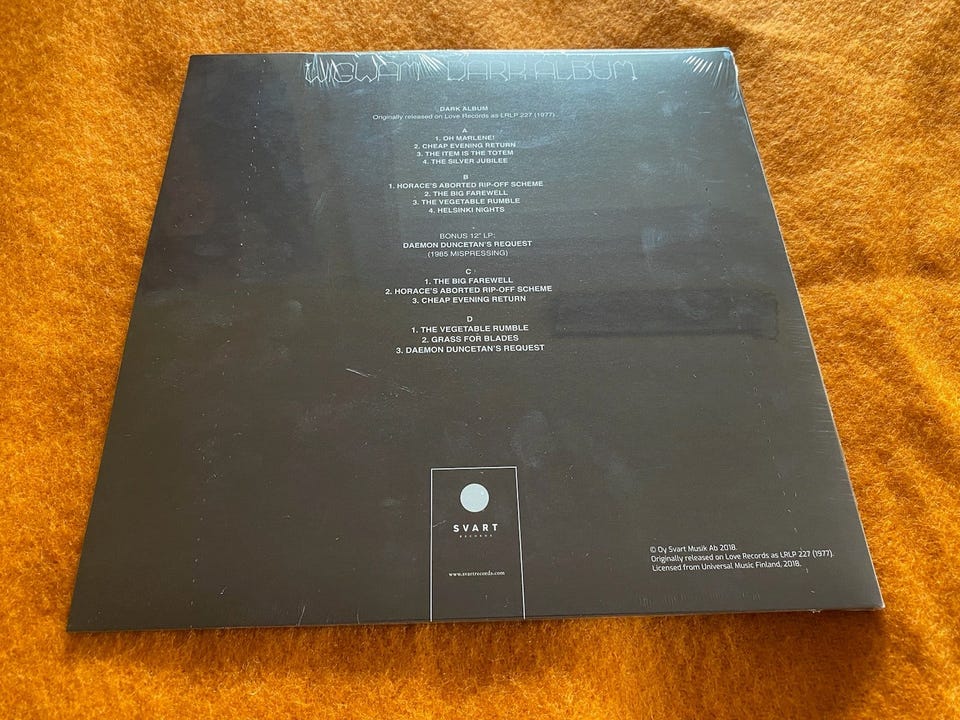 WIGWAM DARK ALBUM
DARK ALBUM
Originally released on Love Records as LRLP 227 (1977)
A
1. OH MARLENE!
2. CHEAP EVENING RETURN
3. THE ITEM IS THE TOTEM
4. THE SILVER JUBILEE
B
1. HORACE'S ABORTED RIP-OFF SCHEME
2. THE BIG FAREWELL
3. THE VEGETABLE RUMBLE
4. HELSINKI NIGHTS
BONUS 12" LP:
DAEMON DUNCETAN'S REQUEST
(1985 MISPRESSING)
C
1. THE BIG FAREWELL
2. HORACE'S ABORTED RIP-OFF SCHEME
3. CHEAP EVENING RETURN
D
1. THE VEGETABLE RUMBLE
2. GRASS FOR BLADES
3. DAEMON DUNCETAN'S REQUEST
SVART
RECORDS
www.svartrecords.com
© Oy Svart Musik Ab 2018.
Originally released on Love Records as LRLP 227 (1977).
Licensed from Universal Music Finland, 2018.